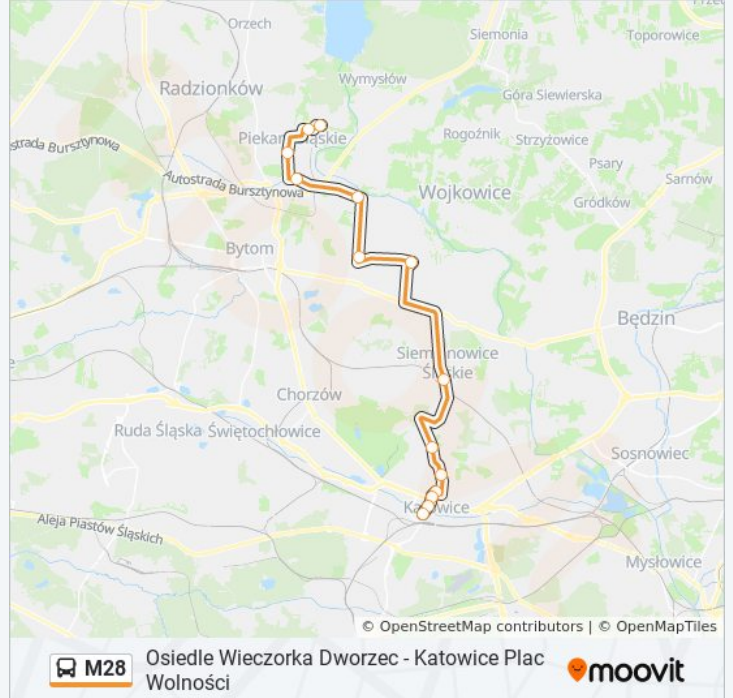 Orzech
Siemonia
Toporowice
Wymysłów
Radzionków
Góra Siewierska
Piekary Śląskie
Rogoźnik
Strzyżowice
strada Bursztynowa
Psary
Sarnów
Autostrada Bursztynowa
Wojkowice
Gródków
Bytom
Będzin
Siemianowice
Śląskie
Chorzów
Ruda Śląska
Świętochłowice
Sosnowiec
Katowice
Aleja Piastów Śląskich
Mysłowice
© OpenStreetMap contributors | © OpenMapTiles
M28
Osiedle Wieczorka Dworzec - Katowice Plac
Wolności
moovit